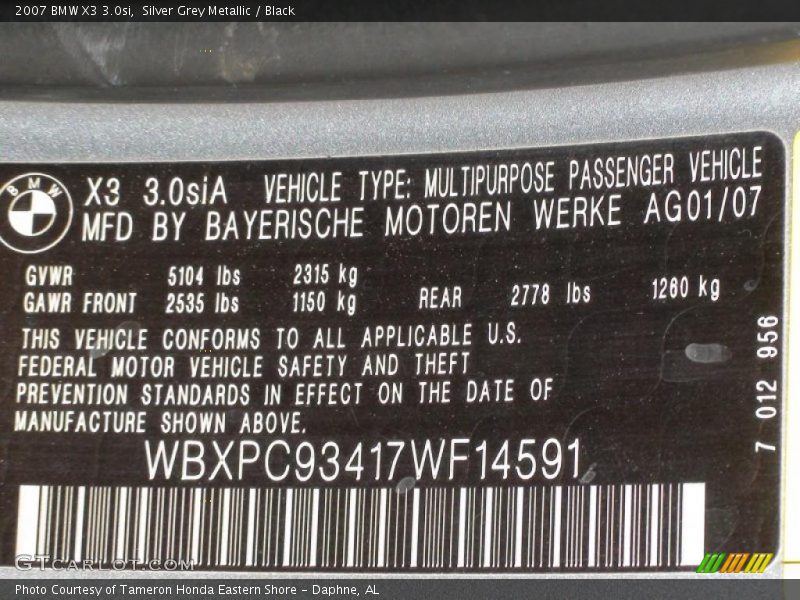 2007 BMW X3 3.0si, Silver Grey Metallic / Black
BMW
X3 3.0siA VEHICLE TYPE: MULTIPURPOSE PASSENGER VEHICLE
MFD BY BAYERISCHE MOTOREN WERKE AG01/07
GVWR 5104 lbs 2315 kg
GAWR FRONT 2535 lbs 1150 kg REAR 2778 lbs 1260 kg
THIS VEHICLE CONFORMS TO ALL APPLICABLE U.S.
FEDERAL MOTOR VEHICLE SAFETY AND THEFT
PREVENTION STANDARDS IN EFFECT ON THE DATE OF
MANUFACTURE SHOWN ABOVE.
WBXPC93417WF14591
7 012 956
GTCARLOT.COM
Photo Courtesy of Tameron Honda Eastern Shore - Daphne, AL